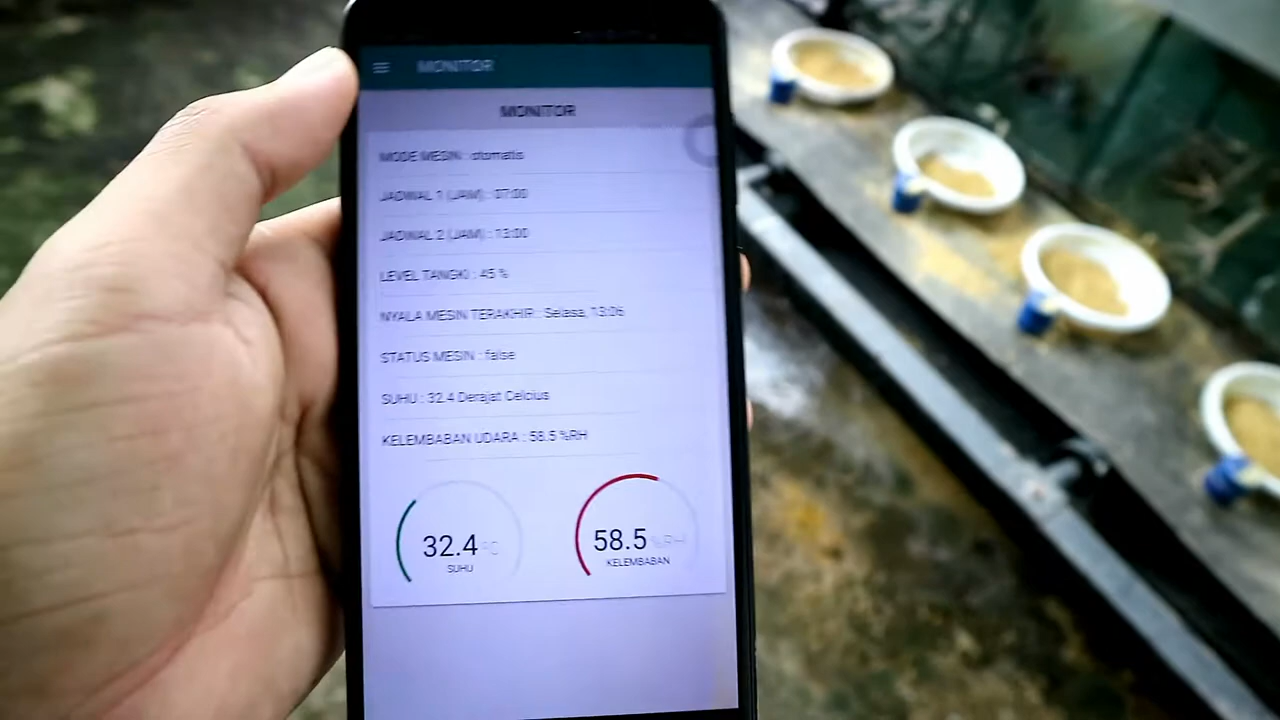 MONITOR
MONITOR
MODE MESIN : otomatis
JADWAL 1 (JAM) : 07:00
JADWAL 2 (JAM) : 13:00
LEVEL TANGKI : 45 %
NYALA MESIN TERAKHIR : Selasa, 13:06
STATUS MESIN : false
SUHU : 32.4 Derajat Celcius
KELEMBABAN UDARA : 58.5 %RH
32.4 °C
SUHU
58.5 %RH
KELEMBABAN